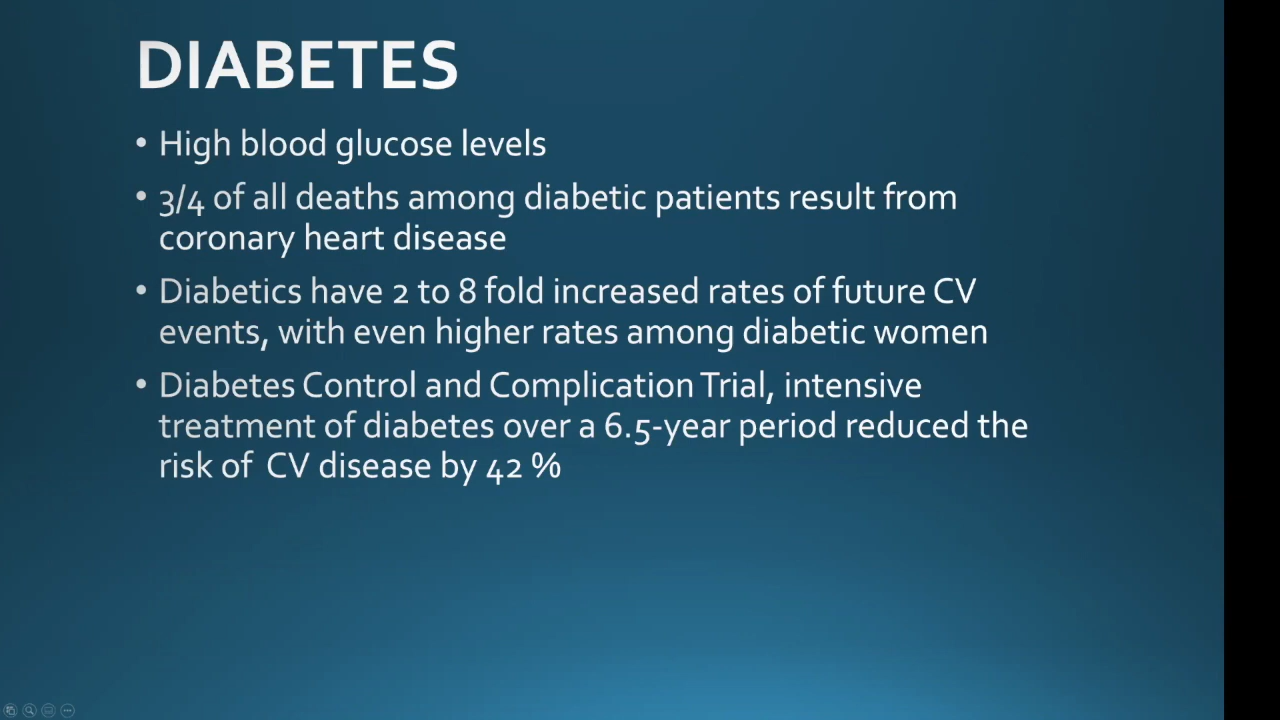 DIABETES
• High blood glucose levels
• 3/4 of all deaths among diabetic patients result from
coronary heart disease
• Diabetics have 2 to 8 fold increased rates of future CV
events, with even higher rates among diabetic women
• Diabetes Control and Complication Trial, intensive
treatment of diabetes over a 6.5-year period reduced the
risk of  CV disease by 42 %